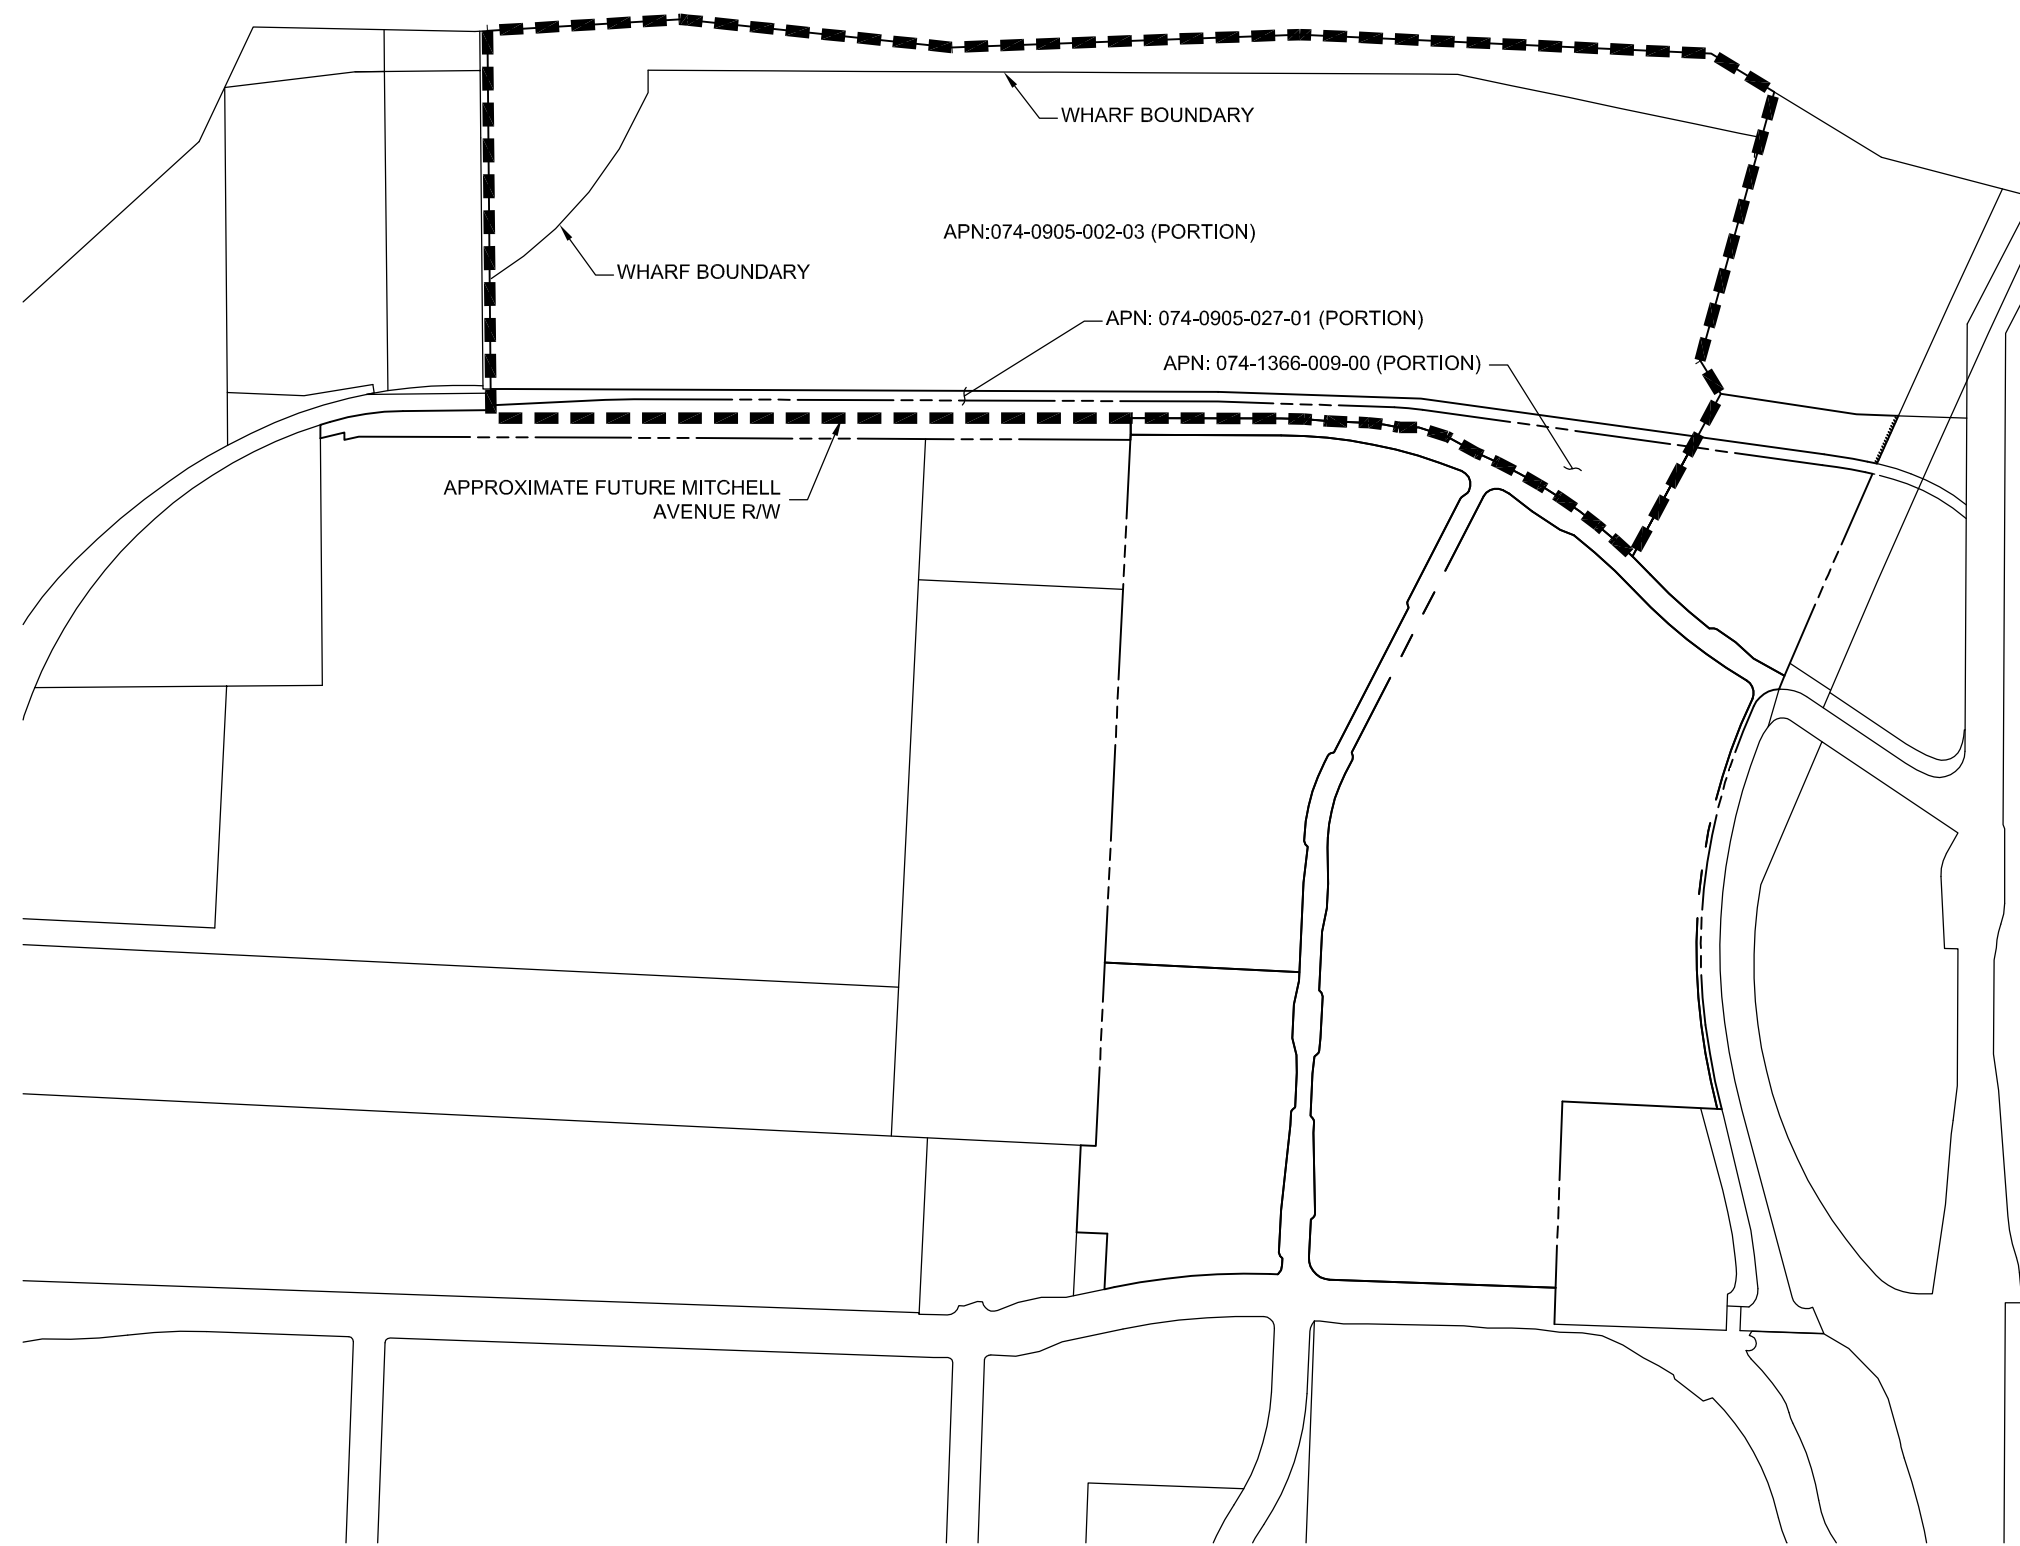 WHARF BOUNDARY
APN:074-0905-002-03 (PORTION)
WHARF BOUNDARY
APN: 074-0905-027-01 (PORTION)
APN: 074-1366-009-00 (PORTION)
APPROXIMATE FUTURE MITCHELL
AVENUE R/W